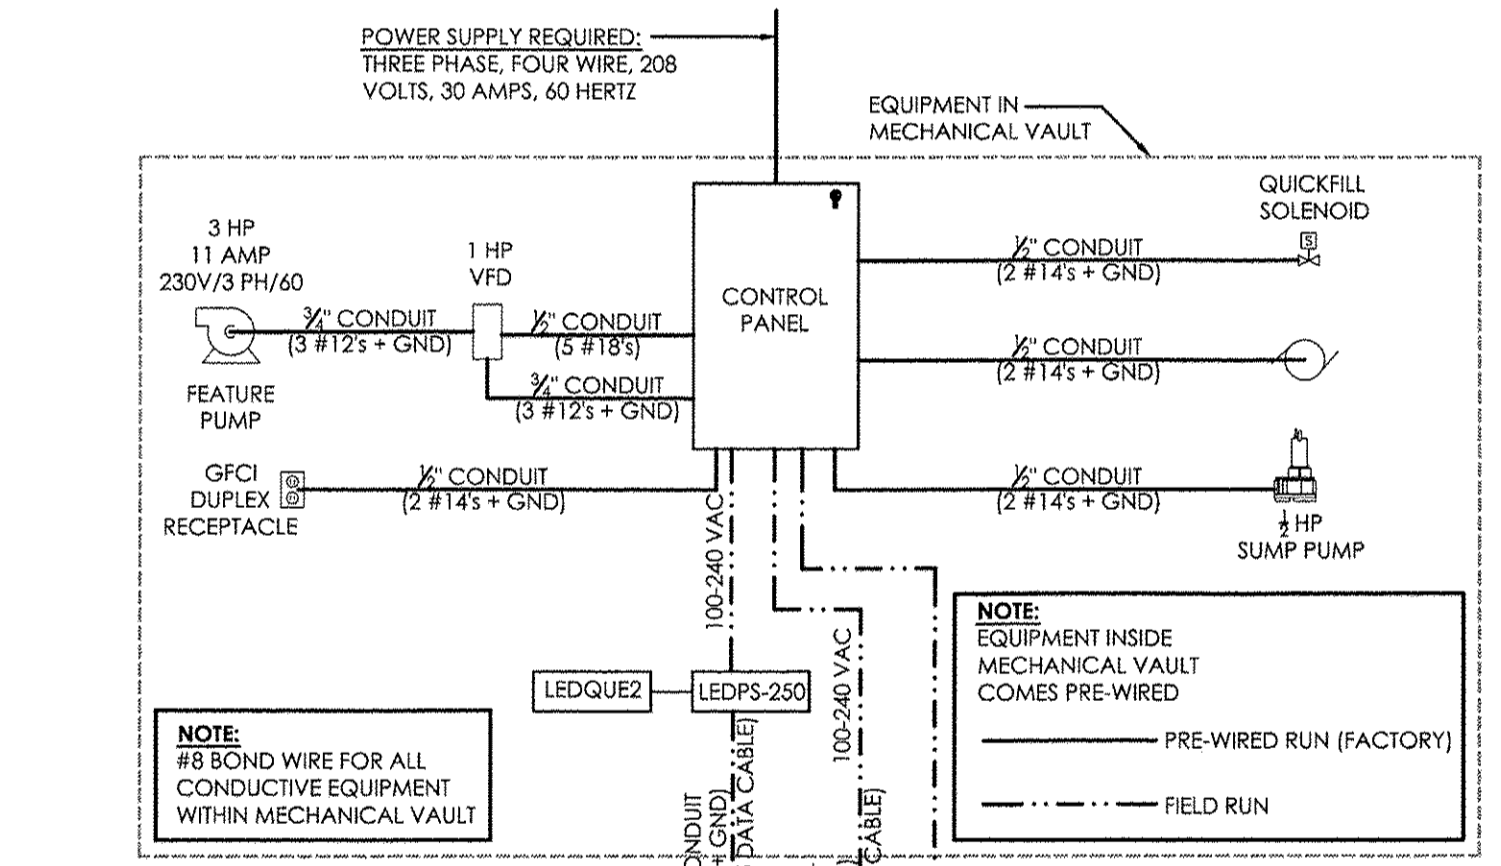 POWER SUPPLY REQUIRED:
THREE PHASE, FOUR WIRE, 208
VOLTS, 30 AMPS, 60 HERTZ
EQUIPMENT IN
MECHANICAL VAULT
3 HP
11 AMP
230V/3 PH/60
1 HP
VFD
3/4" CONDUIT
(3 #12's + GND)
1/2" CONDUIT
(5 #18's)
3/4" CONDUIT
(3 #12's + GND)
FEATURE
PUMP
CONTROL
PANEL
QUICKFILL
SOLENOID
S
1/2" CONDUIT
(2 #14's + GND)
1/2" CONDUIT
(2 #14's + GND)
GFCI
DUPLEX
RECEPTACLE
1/2" CONDUIT
(2 #14's + GND)
1/2" CONDUIT
(2 #14's + GND)
1/2 HP
SUMP PUMP
100-240 VAC
LEDQUE2
LEDPS-250
100-240 VAC
NOTE:
#8 BOND WIRE FOR ALL
CONDUCTIVE EQUIPMENT
WITHIN MECHANICAL VAULT
ONDUIT
+ GND)
DATA CABLE)
CABLE)
NOTE:
EQUIPMENT INSIDE
MECHANICAL VAULT
COMES PRE-WIRED
PRE-WIRED RUN (FACTORY)
FIELD RUN